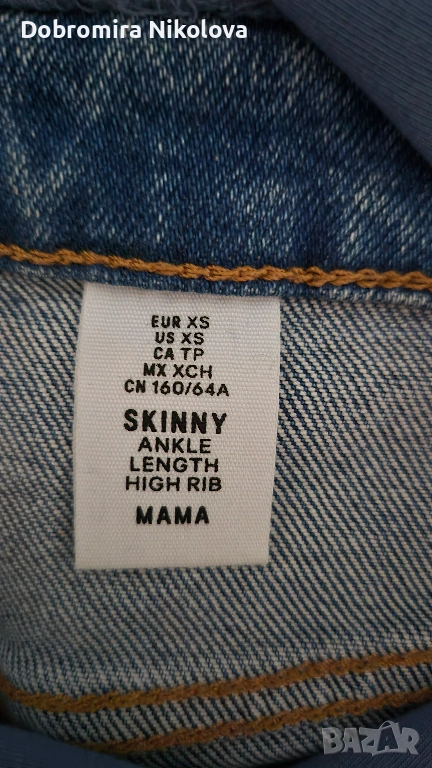 Dobromira Nikolova
EUR XS
US XS
CA TP
MX XCH
CN 160/64A
SKINNY
ANKLE
LENGTH
HIGH RIB
MAMA
BAZAR